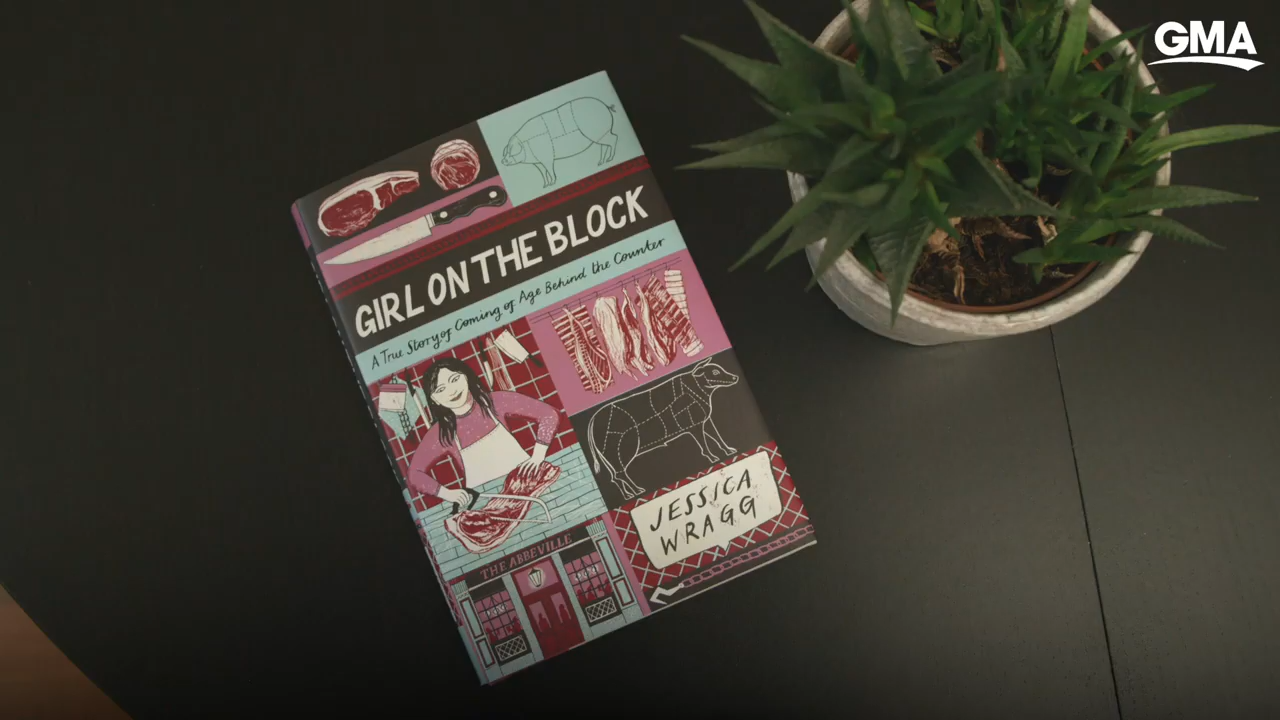 GMA
GIRL ON THE BLOCK
A True Story of Coming of Age Behind the Counter
JESSICA
WRAGG
THE ABBEVILLE